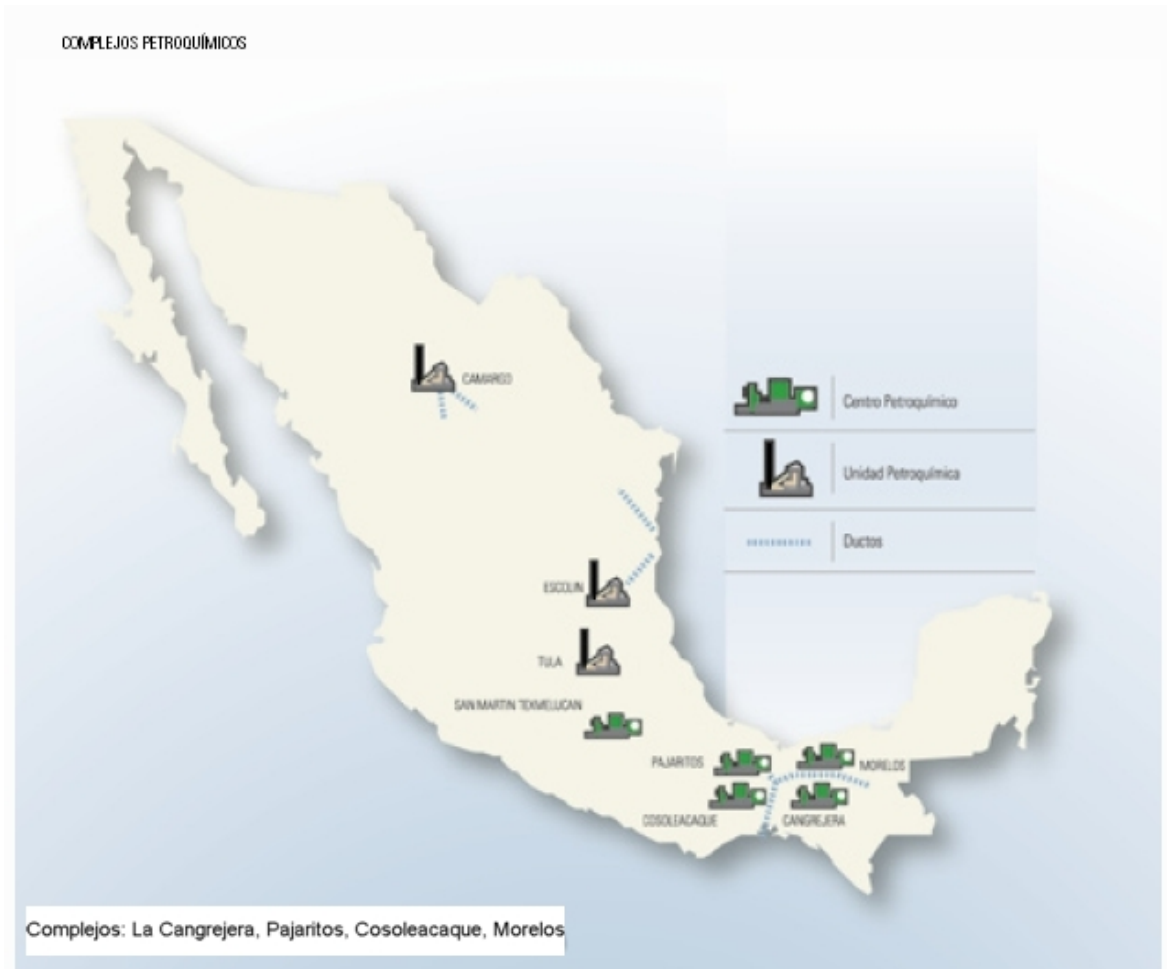 COMPLEJOS PETROQUÍMICOS
CAMARGO
Centro Petroquímico
Unidad Petroquímica
Ductos
ESCOLIN
TULA
SAN MARTIN TEXMELUCAN
PAJARITOS
MORELOS
COSOLEACAQUE
CANGREJERA
Complejos: La Cangrejera, Pajaritos, Cosoleacaque, Morelos